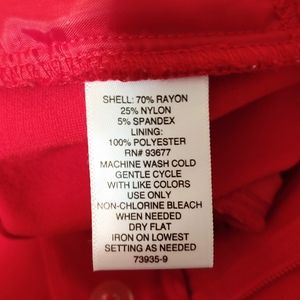 SHELL: 70% RAYON
25% NYLON
5% SPANDEX
LINING:
100% POLYESTER
RN# 93677
MACHINE WASH COLD
GENTLE CYCLE
WITH LIKE COLORS
USE ONLY
NON-CHLORINE BLEACH
WHEN NEEDED
DRY FLAT
IRON ON LOWEST
SETTING AS NEEDED
73935-9